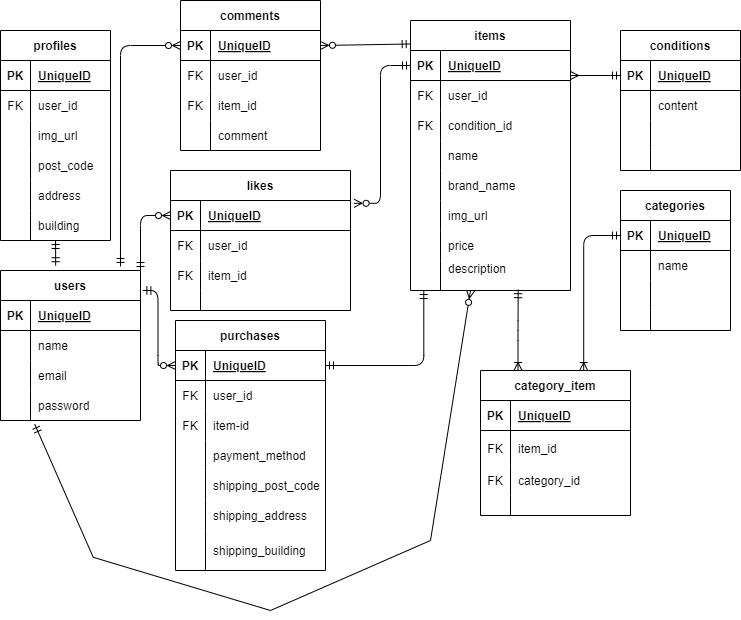 profiles
PK UniqueID
FK user_id
img_url
post_code
address
building
comments
PK UniqueID
FK user_id
FK item_id
comment
items
PK UniqueID
FK user_id
FK condition_id
name
brand_name
img_url
price
description
conditions
PK UniqueID
content
likes
PK UniqueID
FK user_id
FK item_id
categories
PK UniqueID
name
users
PK UniqueID
name
email
password
purchases
PK UniqueID
FK user_id
FK item-id
payment_method
shipping_post_code
shipping_address
shipping_building
category_item
PK UniqueID
FK item_id
FK category_id